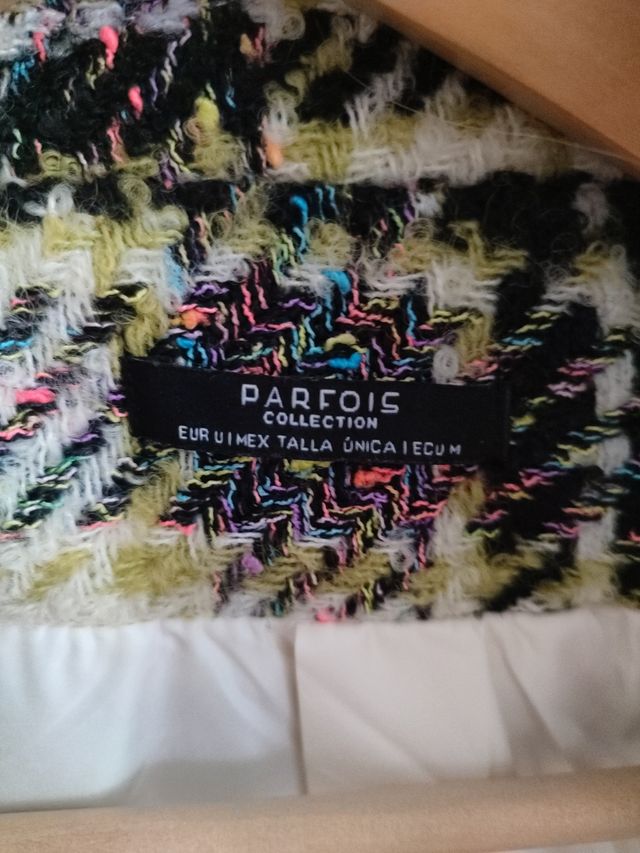 PARFOIS
COLLECTION
EUR U I MEX TALLA ÚNICA I ECU M